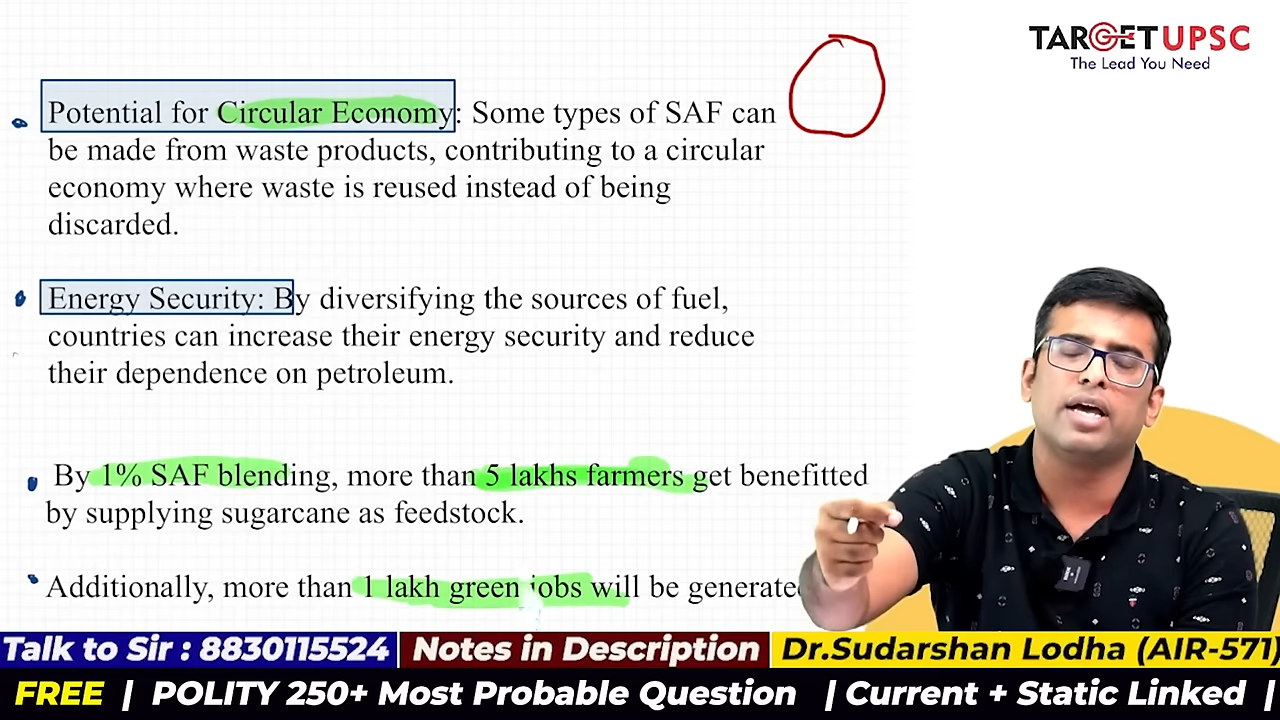 TARGET UPSC
The Lead You Need
Potential for Circular Economy: Some types of SAF can
be made from waste products, contributing to a circular
economy where waste is reused instead of being
discarded.
Energy Security: By diversifying the sources of fuel,
countries can increase their energy security and reduce
their dependence on petroleum.
By 1% SAF blending, more than 5 lakhs farmers get benefitted
by supplying sugarcane as feedstock.
Additionally, more than 1 lakh green jobs will be generate
Talk to Sir : 8830115524 Notes in Description Dr.Sudarshan Lodha (AIR-571)
FREE | POLITY 250+ Most Probable Question | Current + Static Linked |